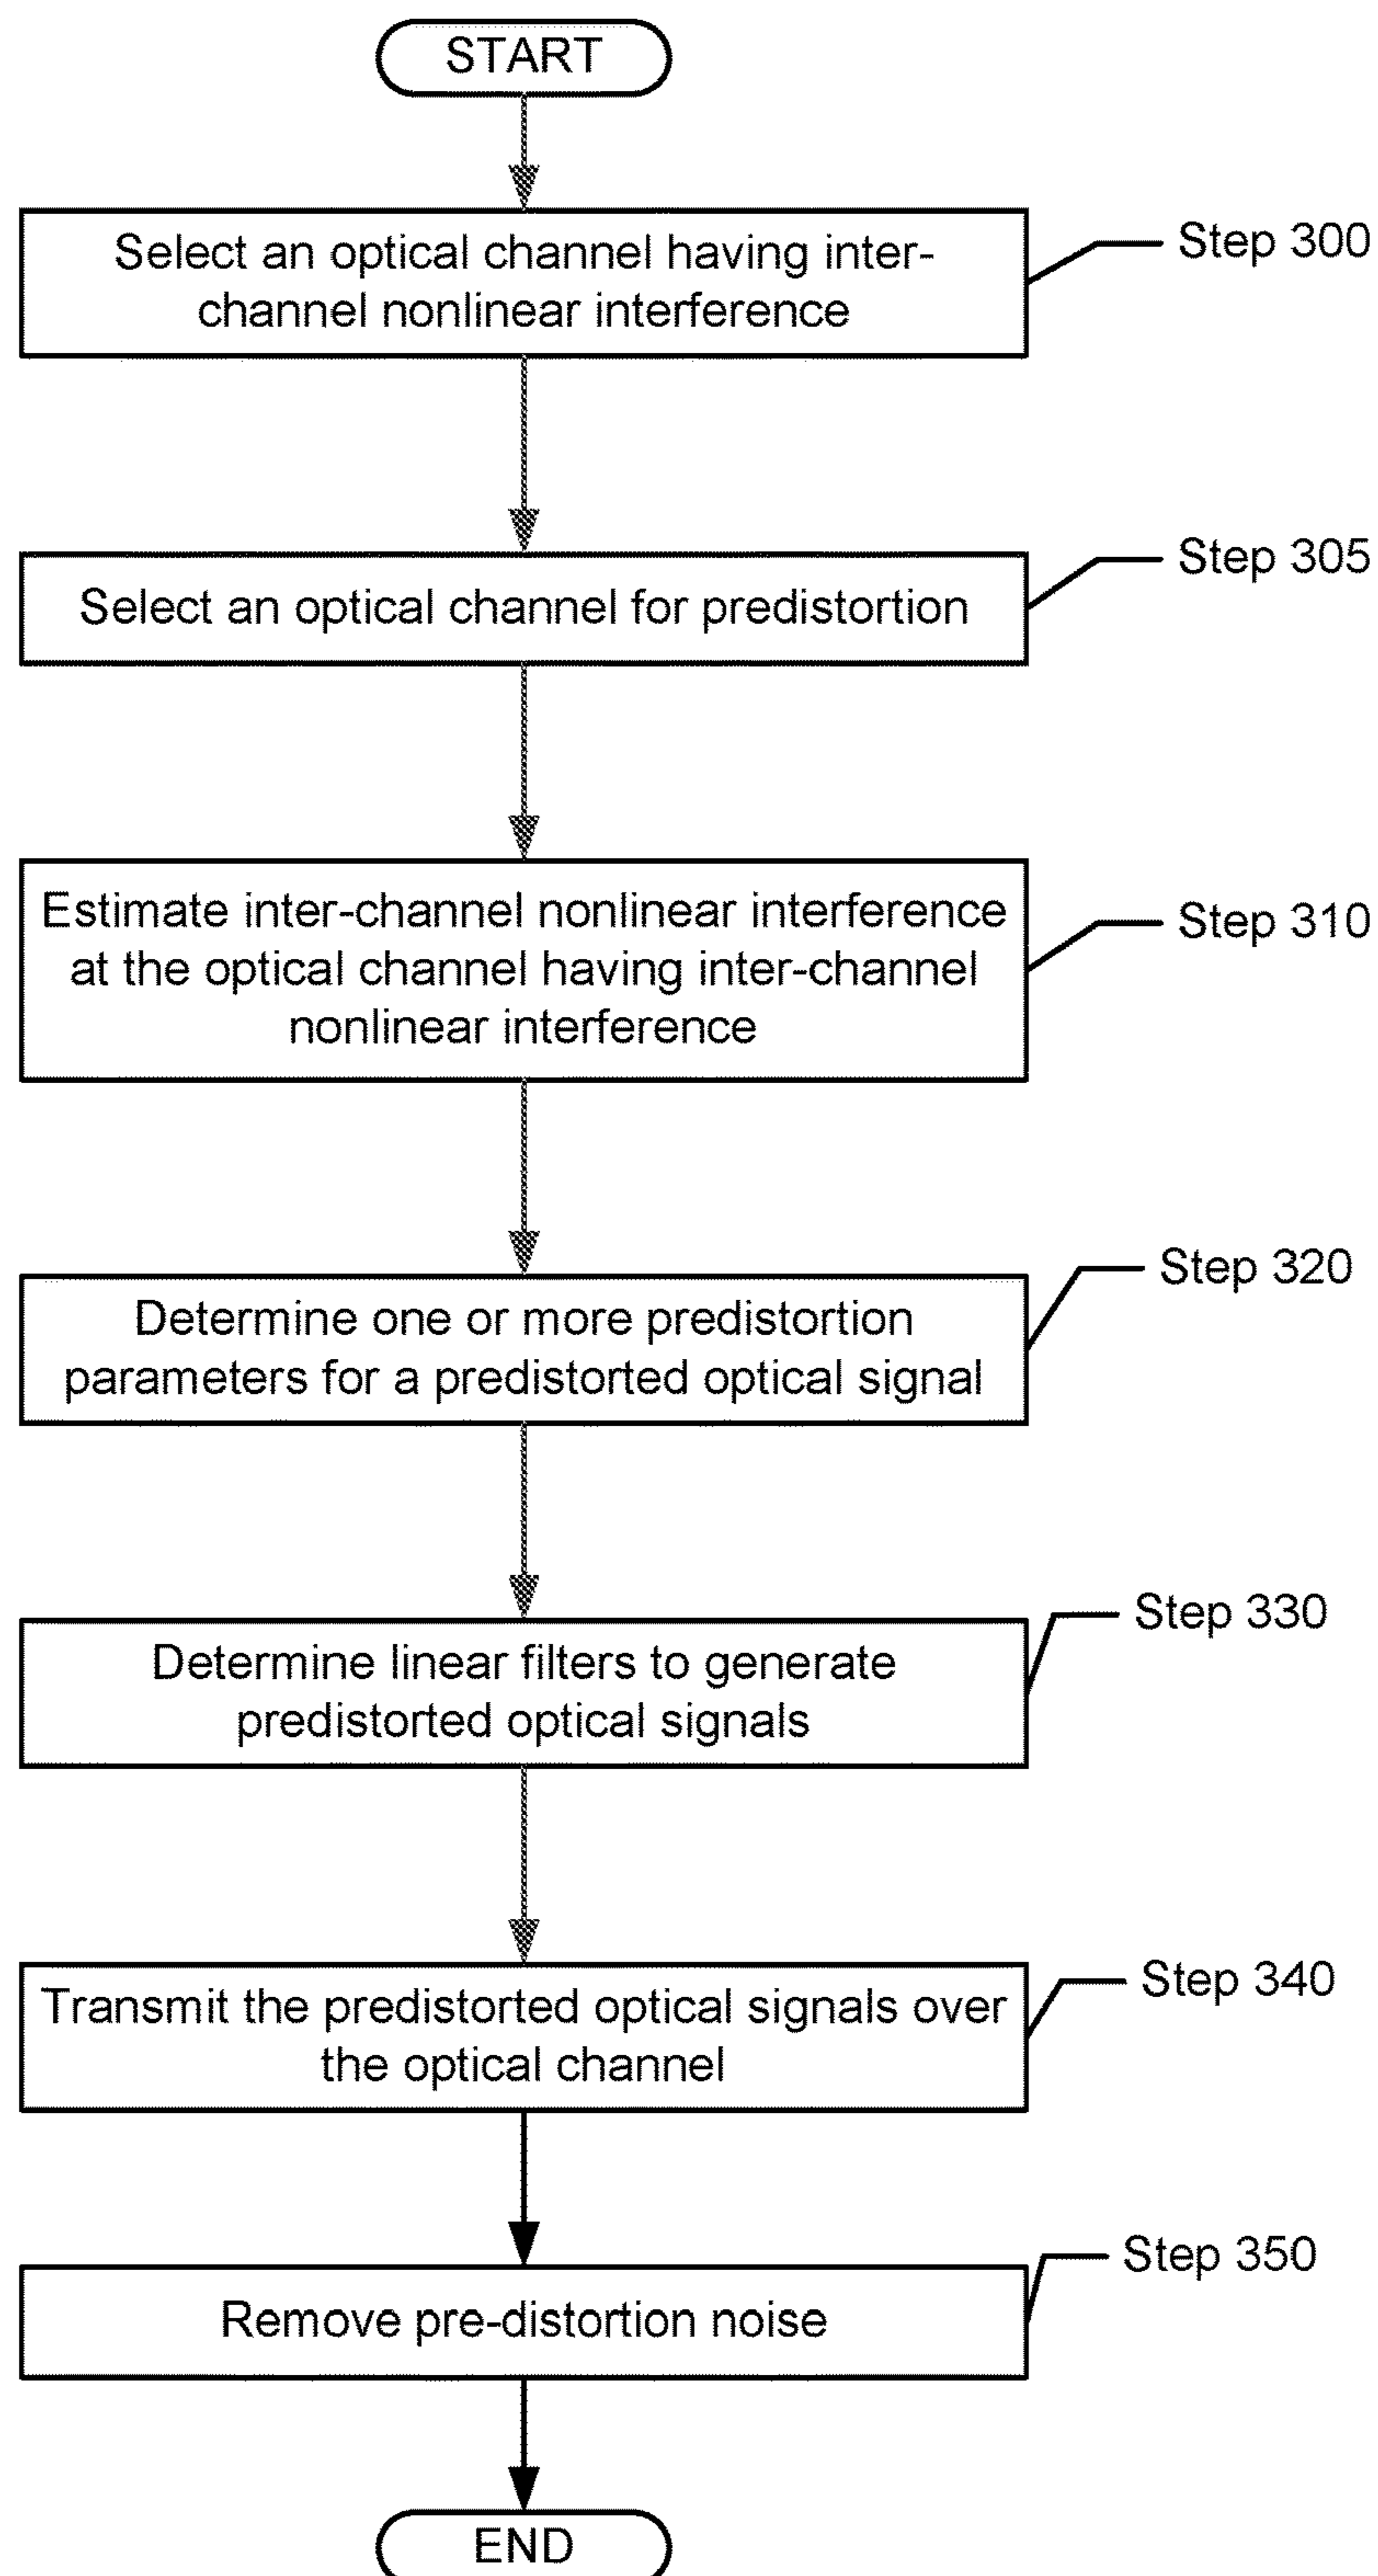 START
Select an optical channel having inter-
channel nonlinear interference
Step 300
Select an optical channel for predistortion
Step 305
Estimate inter-channel nonlinear interference
at the optical channel having inter-channel
nonlinear interference
Step 310
Determine one or more predistortion
parameters for a predistorted optical signal
Step 320
Determine linear filters to generate
predistorted optical signals
Step 330
Transmit the predistorted optical signals over
the optical channel
Step 340
Remove pre-distortion noise
Step 350
END